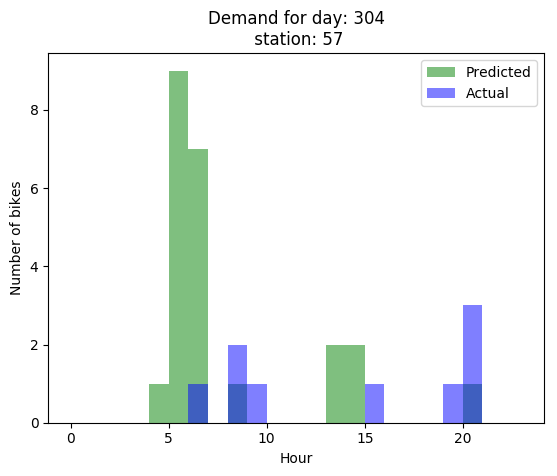 Demand for day: 304
station: 57
Predicted
Actual
Number of bikes
8
6
4
2
0
0
5
10
15
20
Hour